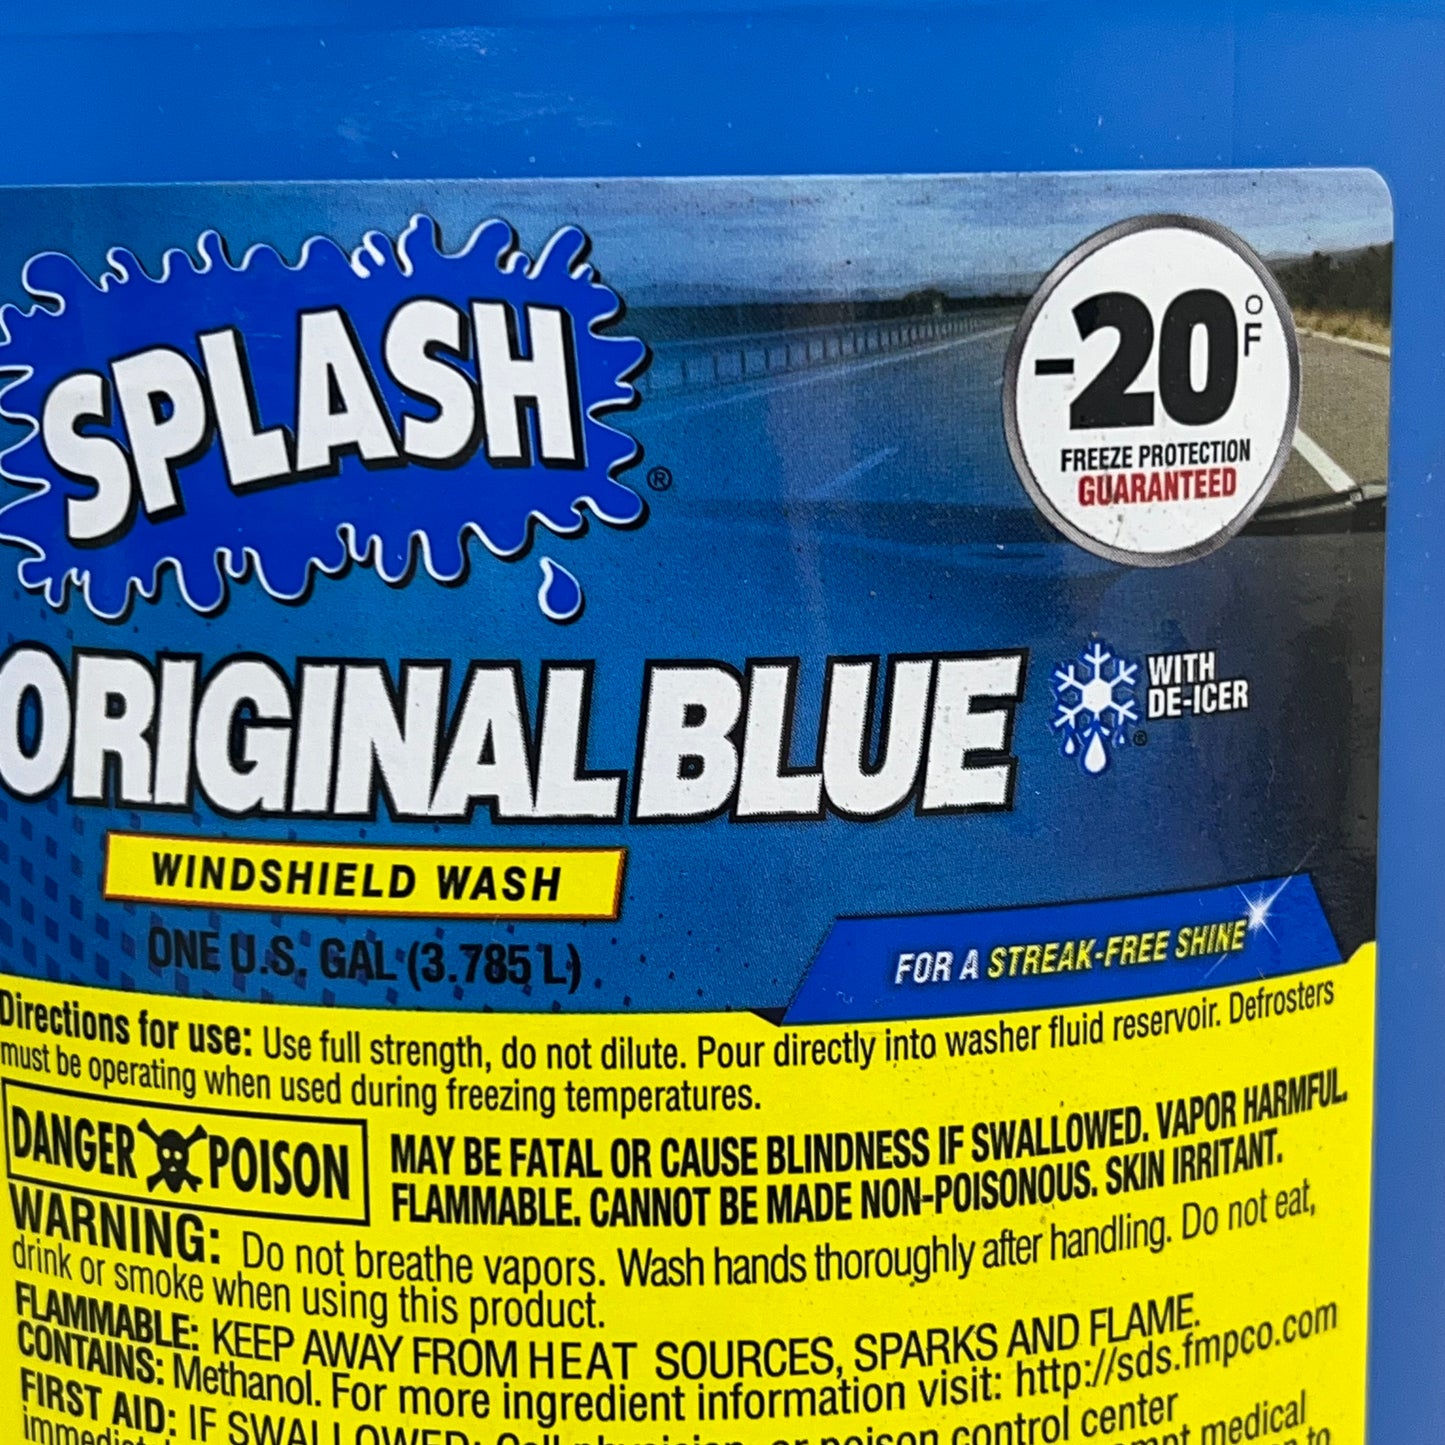 SPLASH®
-20°F
FREEZE PROTECTION
GUARANTEED
ORIGINAL BLUE
WITH
DE-ICER®
WINDSHIELD WASH
ONE U.S. GAL (3.785 L)
FOR A STREAK-FREE SHINE
Directions for use: Use full strength, do not dilute. Pour directly into washer fluid reservoir. Defrosters
must be operating when used during freezing temperatures.
DANGER POISON
MAY BE FATAL OR CAUSE BLINDNESS IF SWALLOWED. VAPOR HARMFUL.
FLAMMABLE. CANNOT BE MADE NON-POISONOUS. SKIN IRRITANT.
WARNING: Do not breathe vapors. Wash hands thoroughly after handling. Do not eat,
drink or smoke when using this product.
FLAMMABLE: KEEP AWAY FROM HEAT SOURCES, SPARKS AND FLAME.
CONTAINS: Methanol. For more ingredient information visit: http://sds.fmpco.com
FIRST AID: IF SWALLOWED: Call physician, or poison control center
medical
to